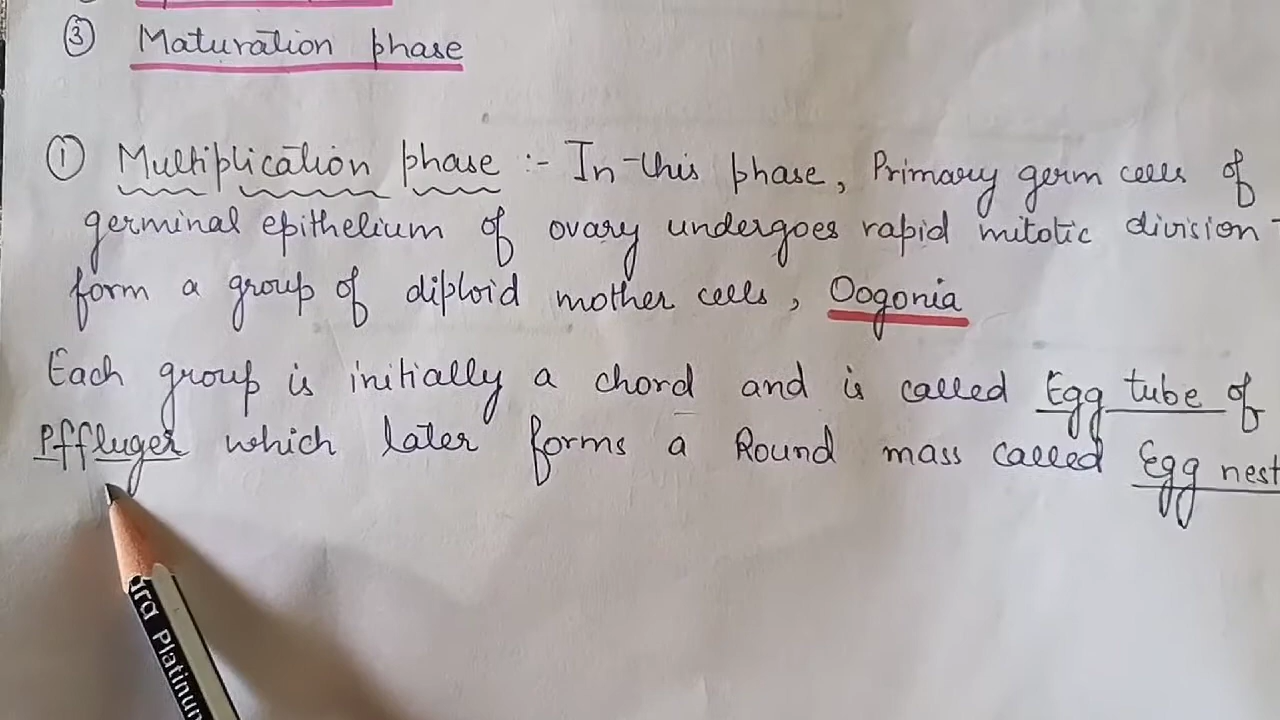 ③ Maturation phase
① Multiplication phase :- In this phase, Primary germ cells of
germinal epithelium of ovary undergoes rapid mitotic division
form a group of diploid mother cells, Oogonia
Each group is initially a chord and is called Egg tube of
Pffluger which later forms a Round mass called Egg nest
Platinum